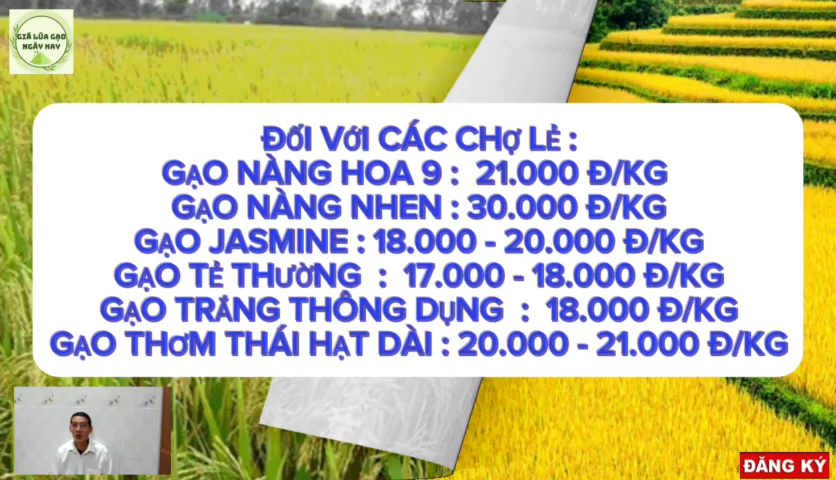 GIÁ LÚA GẠO
NGÀY NAY
ĐỐI VỚI CÁC CHỢ LẺ :
GẠO NÀNG HOA 9 : 21.000 Đ/KG
GẠO NÀNG NHEN : 30.000 Đ/KG
GẠO JASMINE : 18.000 - 20.000 Đ/KG
GẠO TẺ THƯỜNG : 17.000 - 18.000 Đ/KG
GẠO TRẮNG THÔNG DỤNG : 18.000 Đ/KG
GẠO THƠM THÁI HẠT DÀI : 20.000 - 21.000 Đ/KG
ĐĂNG KÝ